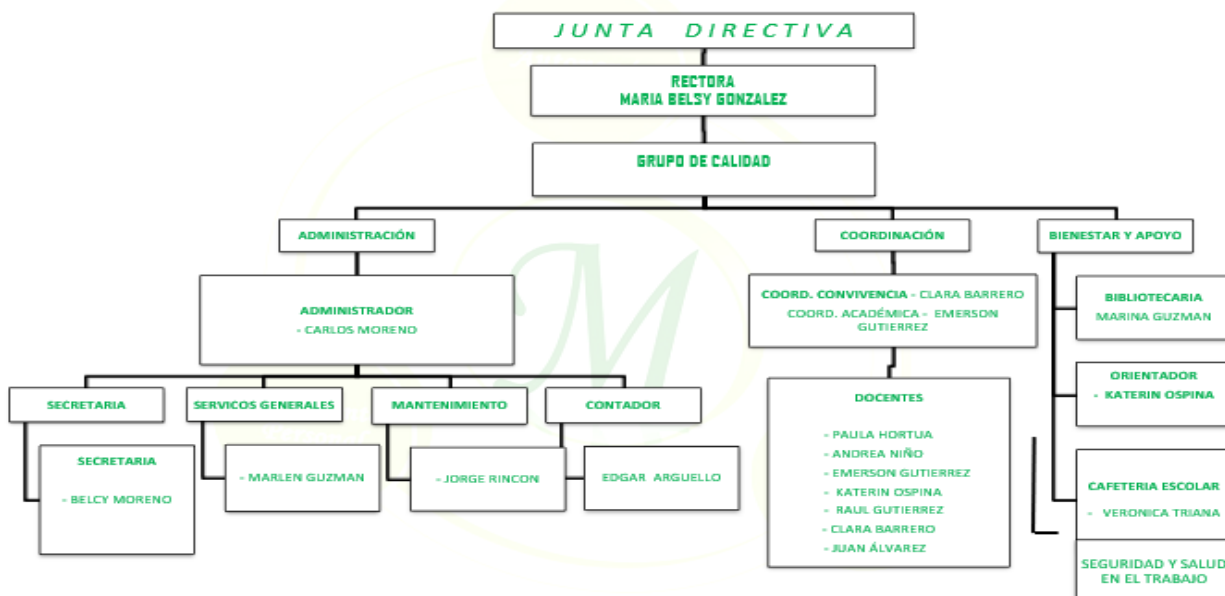 JUNTA DIRECTIVA
RECTORA
MARIA BELSY GONZALEZ
GRUPO DE CALIDAD
ADMINISTRACIÓN
COORDINACIÓN
BIENESTAR Y APOYO
ADMINISTRADOR
- CARLOS MORENO
COORD. CONVIVENCIA - CLARA BARRERO
COORD. ACADÉMICA - EMERSON
GUTIERREZ
BIBLIOTECARIA
MARINA GUZMAN
ORIENTADOR
- KATERIN OSPINA
SECRETARIA
SERVICOS GENERALES
MANTENIMIENTO
CONTADOR
SECRETARIA
- BELCY MORENO
- MARLEN GUZMAN
- JORGE RINCON
EDGAR ARGUELLO
DOCENTES
- PAULA HORTUA
- ANDREA NIÑO
- EMERSON GUTIERREZ
- KATERIN OSPINA
- RAUL GUTIERREZ
- CLARA BARRERO
- JUAN ÁLVAREZ
CAFETERIA ESCOLAR
- VERONICA TRIANA
SEGURIDAD Y SALUD
EN EL TRABAJO
M